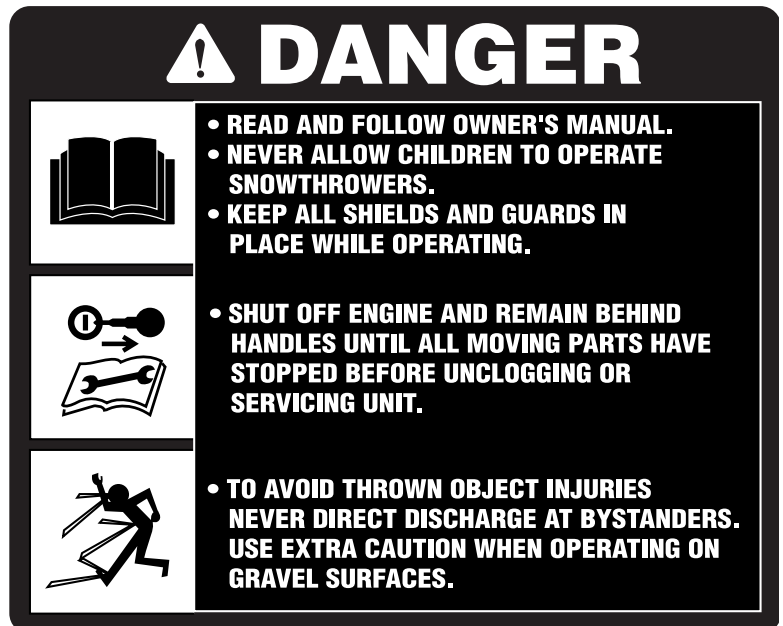 DANGER
• READ AND FOLLOW OWNER'S MANUAL.
• NEVER ALLOW CHILDREN TO OPERATE
SNOWTHROWERS.
• KEEP ALL SHIELDS AND GUARDS IN
PLACE WHILE OPERATING.
• SHUT OFF ENGINE AND REMAIN BEHIND
HANDLES UNTIL ALL MOVING PARTS HAVE
STOPPED BEFORE UNCLOGGING OR
SERVICING UNIT.
• TO AVOID THROWN OBJECT INJURIES
NEVER DIRECT DISCHARGE AT BYSTANDERS.
USE EXTRA CAUTION WHEN OPERATING ON
GRAVEL SURFACES.